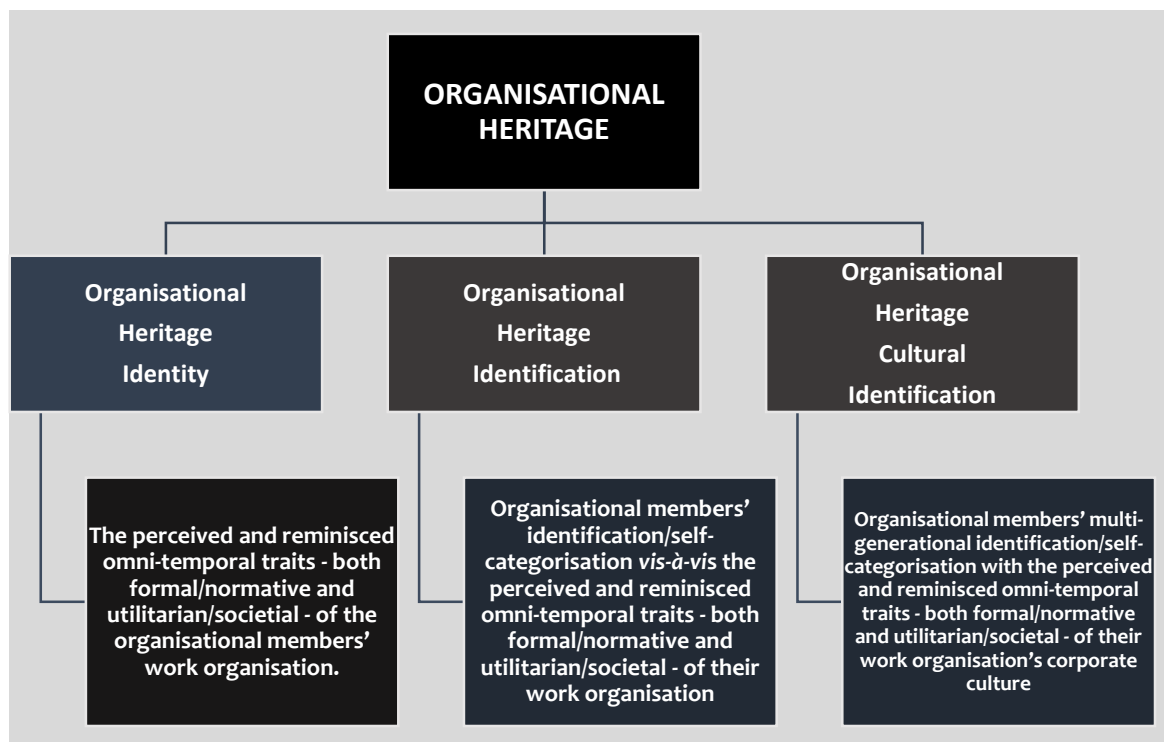 ORGANISATIONAL
HERITAGE
Organisational
Heritage
Identity
Organisational
Heritage
Identification
Organisational
Heritage
Cultural
Identification
The perceived and reminisced
omni-temporal traits - both
formal/normative and
utilitarian/societial - of the
organisational members’
work organisation.
Organisational members’
identification/self-
categorisation vis-à-vis the
perceived and reminisced
omni-temporal traits - both
formal/normative and
utilitarian/societal - of their
work organisation
Organisational members’ multi-
generational identification/self-
categorisation with the perceived
and reminisced omni-temporal
traits - both formal/normative
and utilitarian/societal - of their
work organisation’s corporate
culture